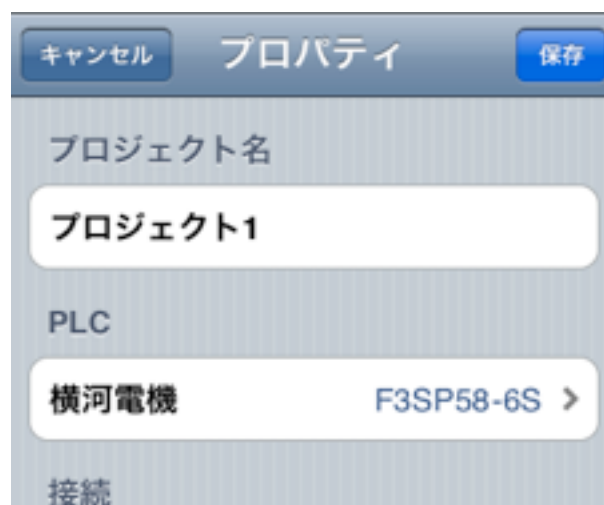 キャンセル プロパティ 保存
プロジェクト名
プロジェクト1
PLC
横河電機 F3SP58-6S
接続